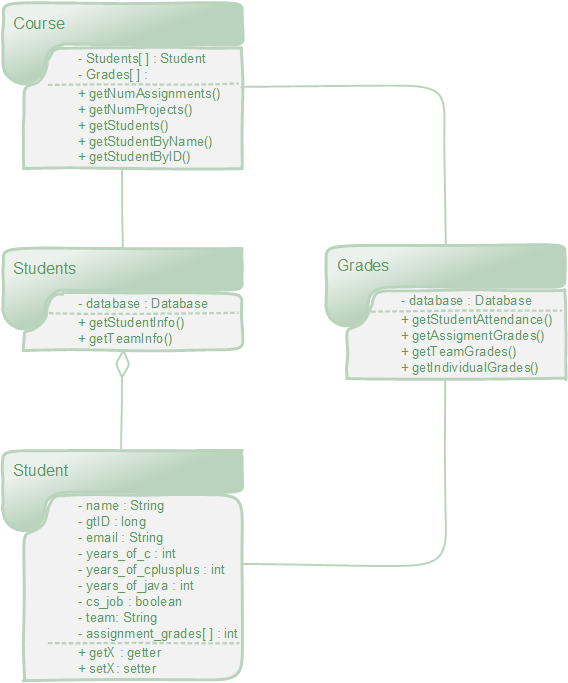 Course
- Students[ ] : Student
- Grades[ ] :
+ getNumAssignments()
+ getNumProjects()
+ getStudents()
+ getStudentByName()
+ getStudentByID()
Students
- database : Database
+ getStudentInfo()
+ getTeamInfo()
Grades
- database : Database
+ getStudentAttendance()
+ getAssigmentGrades()
+ getTeamGrades()
+ getIndividualGrades()
Student
- name : String
- gtID : long
- email : String
- years_of_c : int
- years_of_cplusplus : int
- years_of_java : int
- cs_job : boolean
- team: String
- assignment_grades[ ] : int
+ getX : getter
+ setX : setter